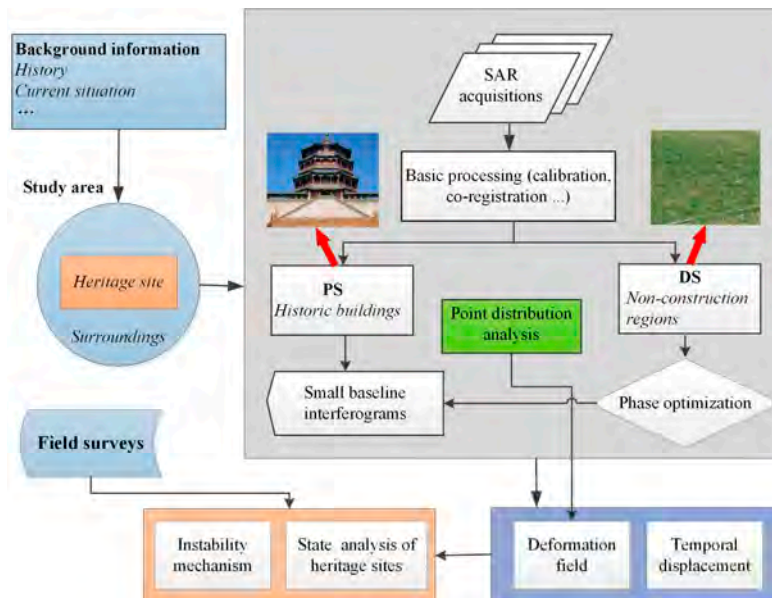 Background information
History
Current situation
...
Study area
Heritage site
Surroundings
Field surveys
SAR
acquisitions
Basic processing (calibration,
co-registration ...)
PS
Historic buildings
DS
Non-construction
regions
Point distribution
analysis
Small baseline
interferograms
Phase optimization
Instability
mechanism
State analysis of
heritage sites
Deformation
field
Temporal
displacement